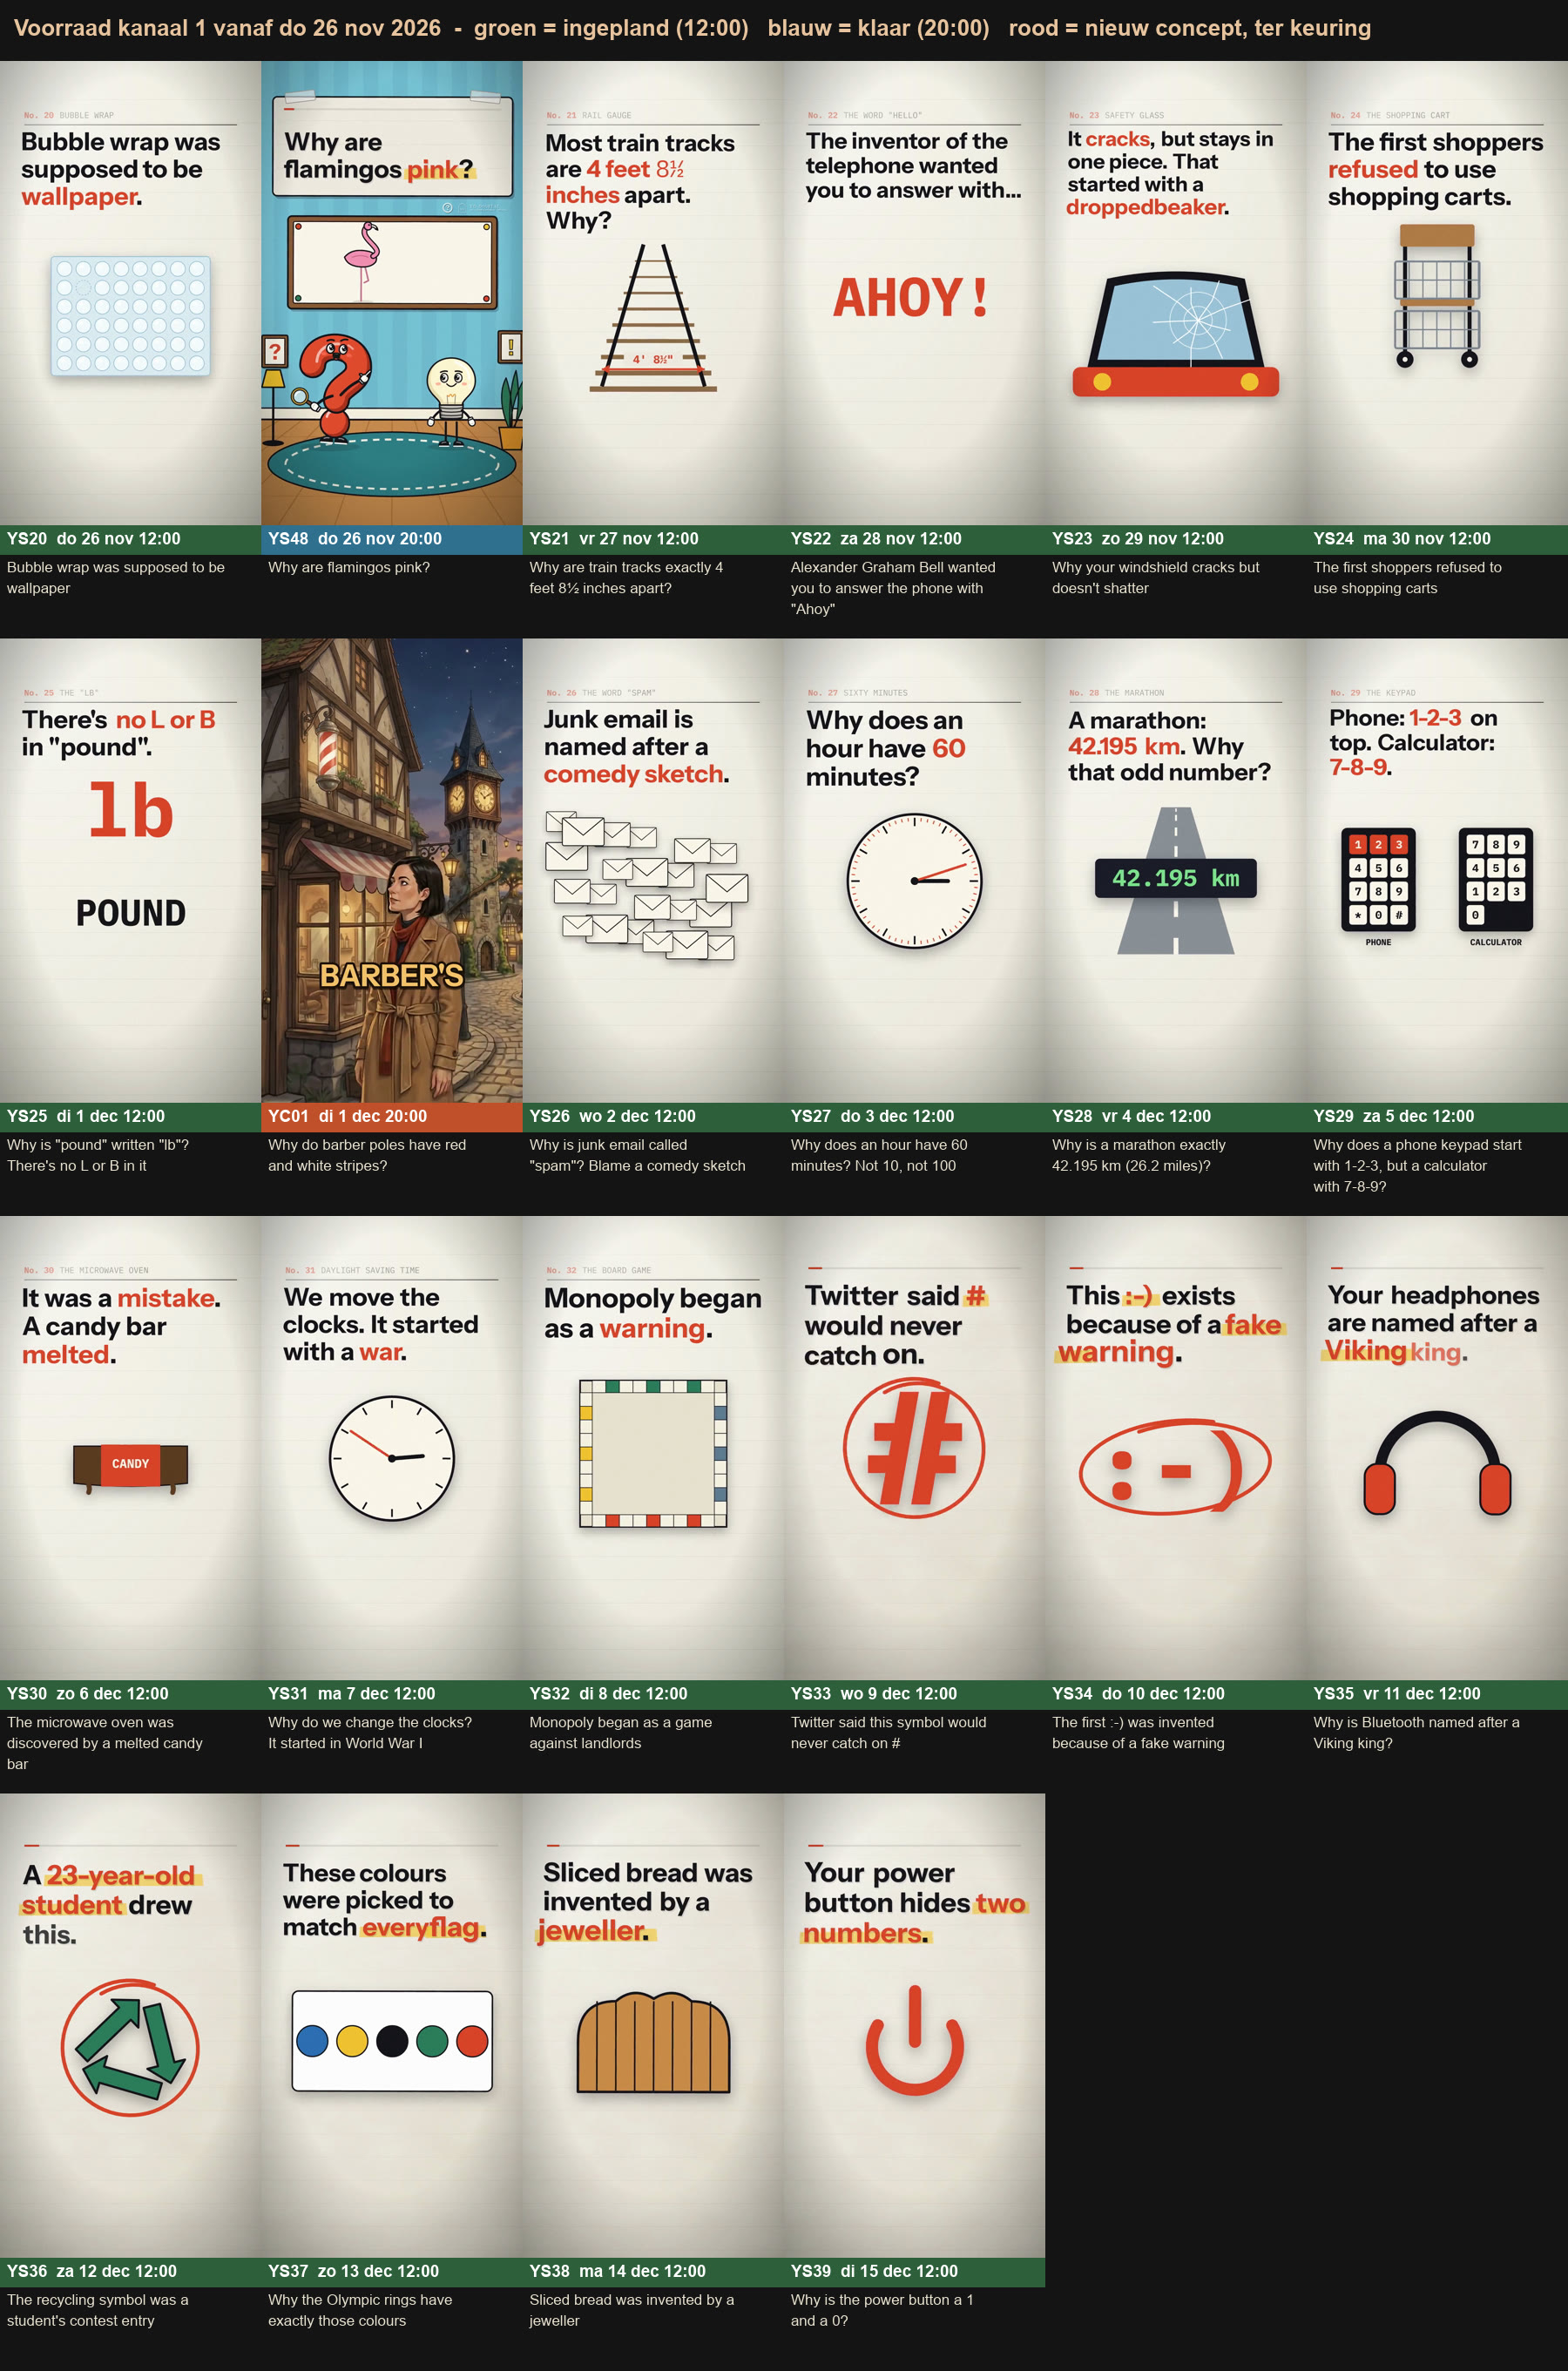 Voorraad kanaal 1 vanaf do 26 nov 2026 - groen = ingepland (12:00) blauw = klaar (20:00) rood = nieuw concept, ter keuring
No. 20 BUBBLE WRAP
Bubble wrap was
supposed to be
wallpaper.
YS20 do 26 nov 12:00
Bubble wrap was supposed to be
wallpaper
Why are
flamingos pink?
?
!
YS48 do 26 nov 20:00
Why are flamingos pink?
No. 21 RAIL GAUGE
Most train tracks
are 4 feet 8½
inches apart.
Why?
4' 8½"
YS21 vr 27 nov 12:00
Why are train tracks exactly 4
feet 8½ inches apart?
No. 22 THE WORD "HELLO"
The inventor of the
telephone wanted
you to answer with...
AHOY!
YS22 za 28 nov 12:00
Alexander Graham Bell wanted
you to answer the phone with
"Ahoy"
No. 23 SAFETY GLASS
It cracks, but stays in
one piece. That
started with a
droppedbeaker.
YS23 zo 29 nov 12:00
Why your windshield cracks but
doesn't shatter
No. 24 THE SHOPPING CART
The first shoppers
refused to use
shopping carts.
YS24 ma 30 nov 12:00
The first shoppers refused to
use shopping carts
No. 25 THE "LB"
There's no L or B
in "pound".
lb
POUND
YS25 di 1 dec 12:00
Why is "pound" written "lb"?
There's no L or B in it
BARBER'S
YC01 di 1 dec 20:00
Why do barber poles have red
and white stripes?
No. 26 THE WORD "SPAM"
Junk email is
named after a
comedy sketch.
YS26 wo 2 dec 12:00
Why is junk email called
"spam"? Blame a comedy sketch
No. 27 SIXTY MINUTES
Why does an
hour have 60
minutes?
YS27 do 3 dec 12:00
Why does an hour have 60
minutes? Not 10, not 100
No. 28 THE MARATHON
A marathon:
42.195 km. Why
that odd number?
42.195 km
YS28 vr 4 dec 12:00
Why is a marathon exactly
42.195 km (26.2 miles)?
No. 29 THE KEYPAD
Phone: 1-2-3 on
top. Calculator:
7-8-9.
1 2 3
4 5 6
7 8 9
* 0 #
PHONE
7 8 9
4 5 6
1 2 3
0
CALCULATOR
YS29 za 5 dec 12:00
Why does a phone keypad start
with 1-2-3, but a calculator
with 7-8-9?
No. 30 THE MICROWAVE OVEN
It was a mistake.
A candy bar
melted.
CANDY
YS30 zo 6 dec 12:00
The microwave oven was
discovered by a melted candy
bar
No. 31 DAYLIGHT SAVING TIME
We move the
clocks. It started
with a war.
YS31 ma 7 dec 12:00
Why do we change the clocks?
It started in World War I
No. 32 THE BOARD GAME
Monopoly began
as a warning.
YS32 di 8 dec 12:00
Monopoly began as a game
against landlords
Twitter said #
would never
catch on.
#
YS33 wo 9 dec 12:00
Twitter said this symbol would
never catch on #
This :-) exists
because of a fake
warning.
:-)
YS34 do 10 dec 12:00
The first :-) was invented
because of a fake warning
Your headphones
are named after a
Viking king.
YS35 vr 11 dec 12:00
Why is Bluetooth named after a
Viking king?
A 23-year-old
student drew
this.
YS36 za 12 dec 12:00
The recycling symbol was a
student's contest entry
These colours
were picked to
match everyflag.
YS37 zo 13 dec 12:00
Why the Olympic rings have
exactly those colours
Sliced bread was
invented by a
jeweller.
YS38 ma 14 dec 12:00
Sliced bread was invented by a
jeweller
Your power
button hides two
numbers.
YS39 di 15 dec 12:00
Why is the power button a 1
and a 0?